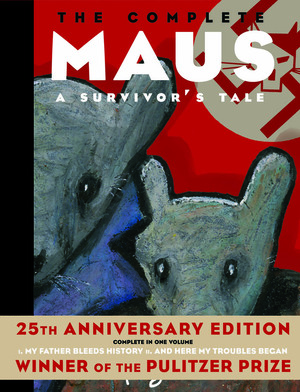 THE COMPLETE
MAUS
A SURVIVOR'S TALE
25TH ANNIVERSARY EDITION
COMPLETE IN ONE VOLUME
I. MY FATHER BLEEDS HISTORY II. AND HERE MY TROUBLES BEGAN
WINNER OF THE PULITZER PRIZE